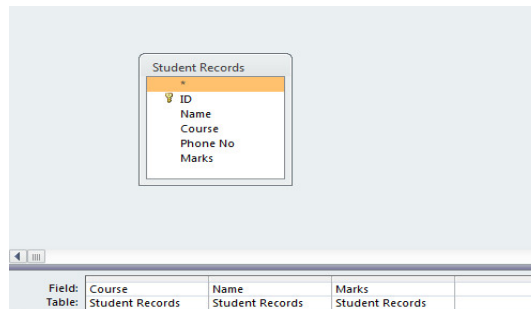 Student Records
*
ID
Name
Course
Phone No
Marks
Field: Course Name Marks
Table: Student Records Student Records Student Records